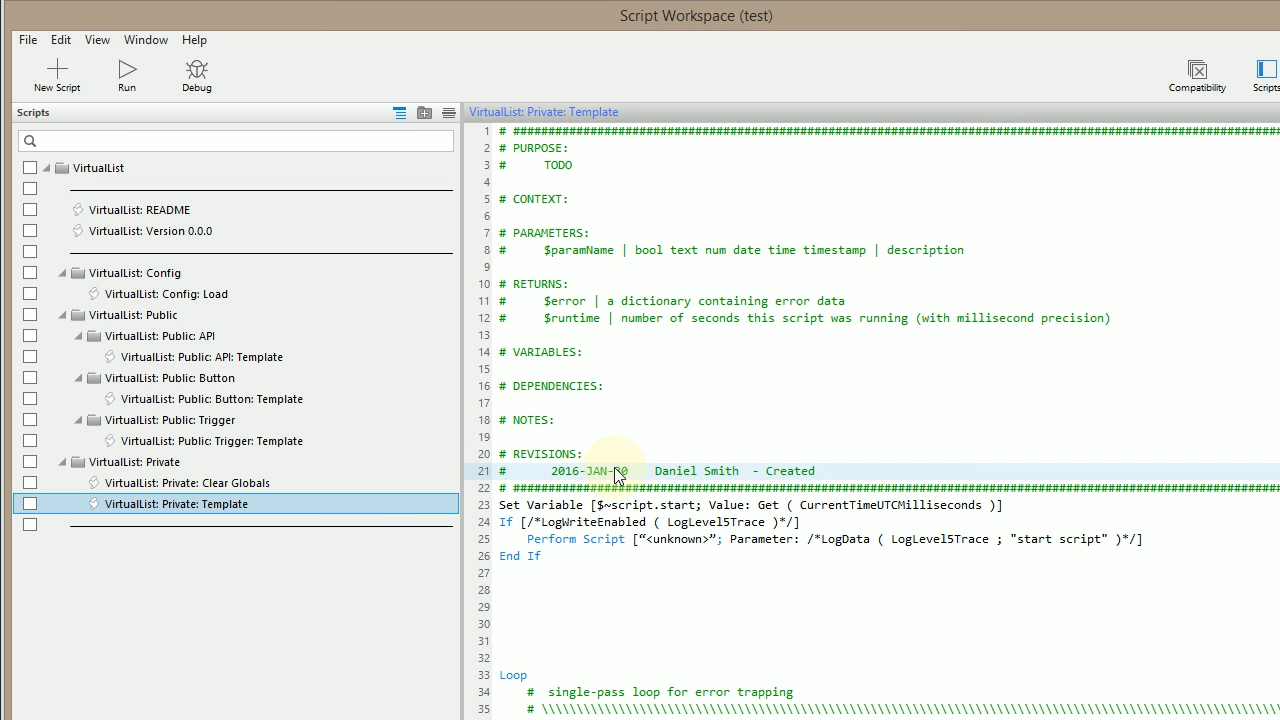 Script Workspace (test)
File Edit View Window Help
New Script Run Debug Compatibility Scripts
Scripts
VirtualList: Private: Template
VirtualList
VirtualList: README
VirtualList: Version 0.0.0
VirtualList: Config
VirtualList: Config: Load
VirtualList: Public
VirtualList: Public: API
VirtualList: Public: API: Template
VirtualList: Public: Button
VirtualList: Public: Button: Template
VirtualList: Public: Trigger
VirtualList: Public: Trigger: Template
VirtualList: Private
VirtualList: Private: Clear Globals
VirtualList: Private: Template
1 # ################################################################################
2 # PURPOSE:
3 # TODO
4
5 # CONTEXT:
6
7 # PARAMETERS:
8 # $paramName | bool text num date time timestamp | description
9
10 # RETURNS:
11 # $error | a dictionary containing error data
12 # $runtime | number of seconds this script was running (with millisecond precision)
13
14 # VARIABLES:
15
16 # DEPENDENCIES:
17
18 # NOTES:
19
20 # REVISIONS:
21 # Daniel Smith - Created
22 # ################################################################################
23 Set Variable [$~script.start; Value: Get ( CurrentTimeUTCMilliseconds )]
24 If [/*LogWriteEnabled ( LogLevel5Trace )*/]
25 Perform Script [“<unknown>”; Parameter: /*LogData ( LogLevel5Trace ; "start script" )*/]
26 End If
27
28
29
30
31
32
33 Loop
34 # single-pass loop for error trapping
35 # \\\\\\\\\\\\\\\\\\\\\\\\\\\\\\\\\\\\\\\\\\\\\\\\\\\\\\\\\\\\\\\\\\\\\\\\\\\\\\\\